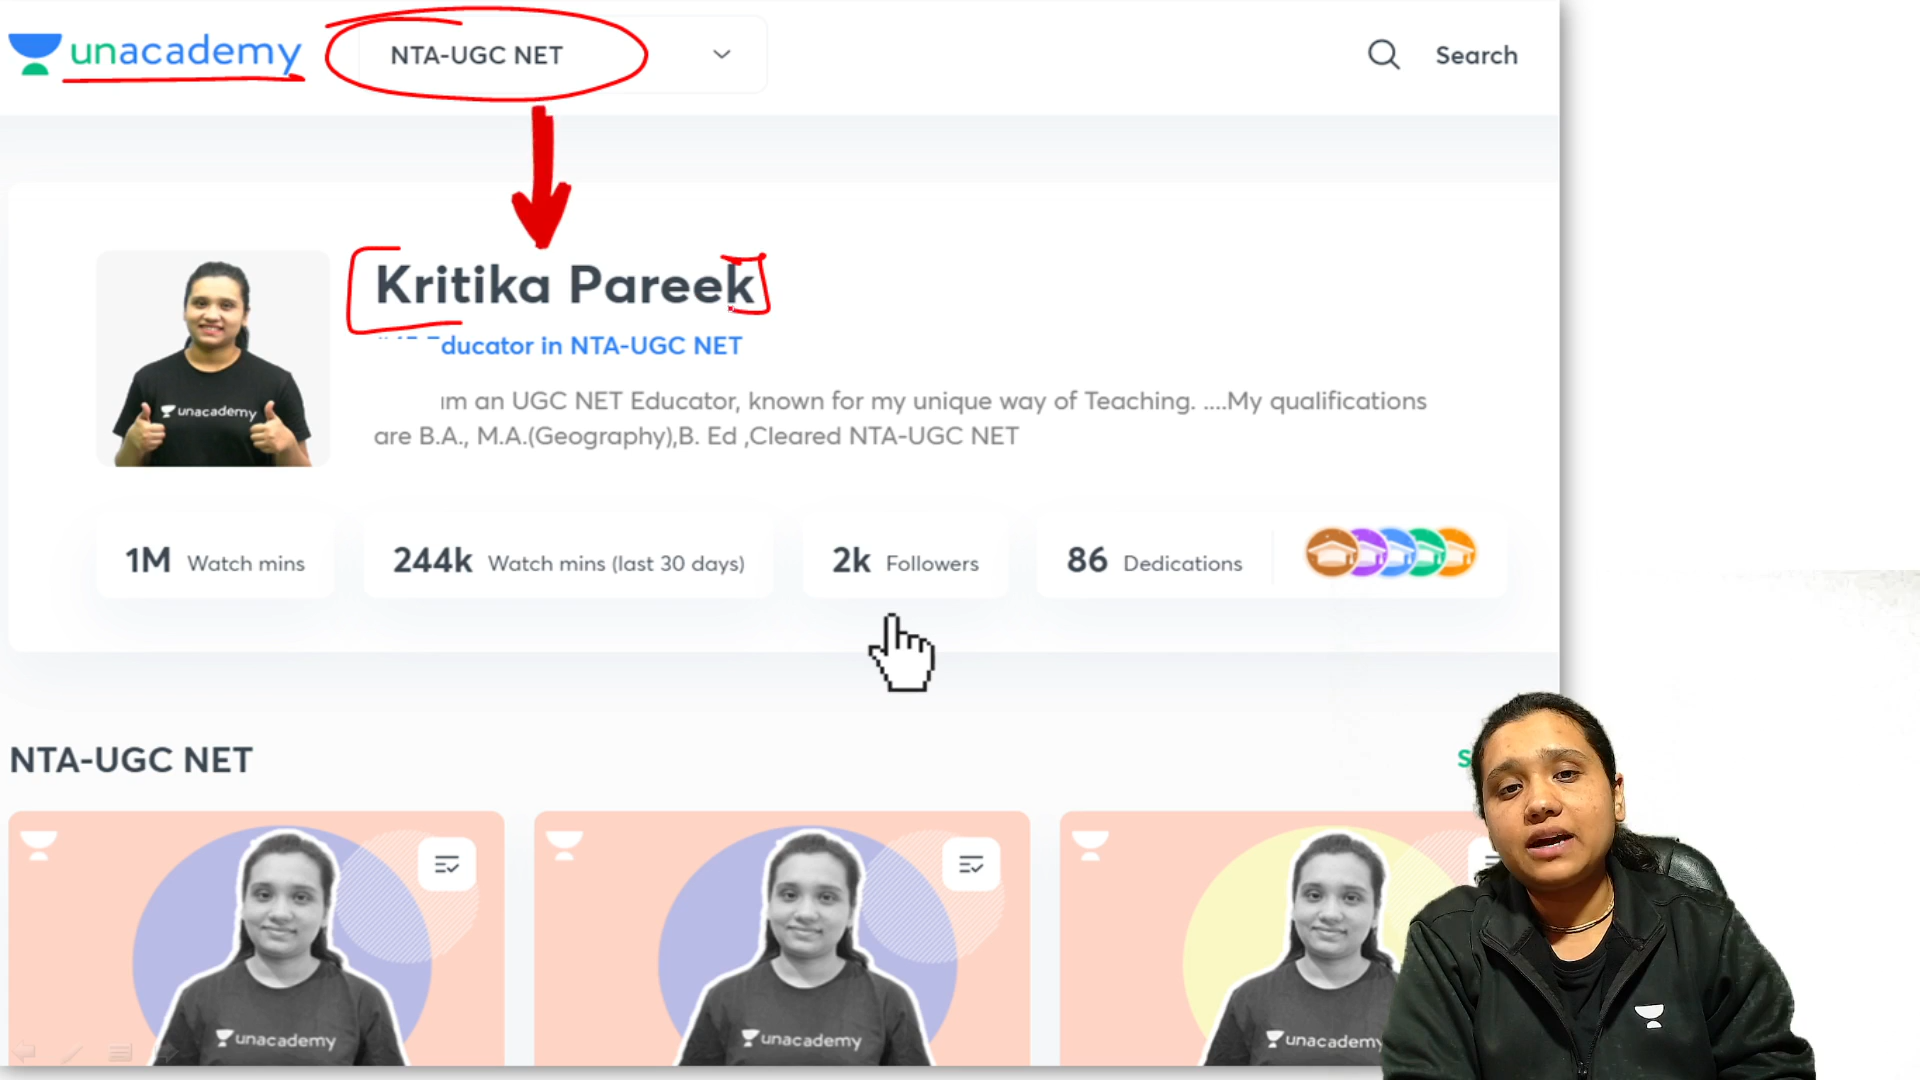 unacademy
NTA-UGC NET
Search
Kritika Pareek
Educator in NTA-UGC NET
am an UGC NET Educator, known for my unique way of Teaching. ....My qualifications
are B.A., M.A.(Geography),B. Ed ,Cleared NTA-UGC NET
unacademy
1M Watch mins
244k Watch mins (last 30 days)
2k Followers
86 Dedications
NTA-UGC NET
unacademy
unacademy
unacademy